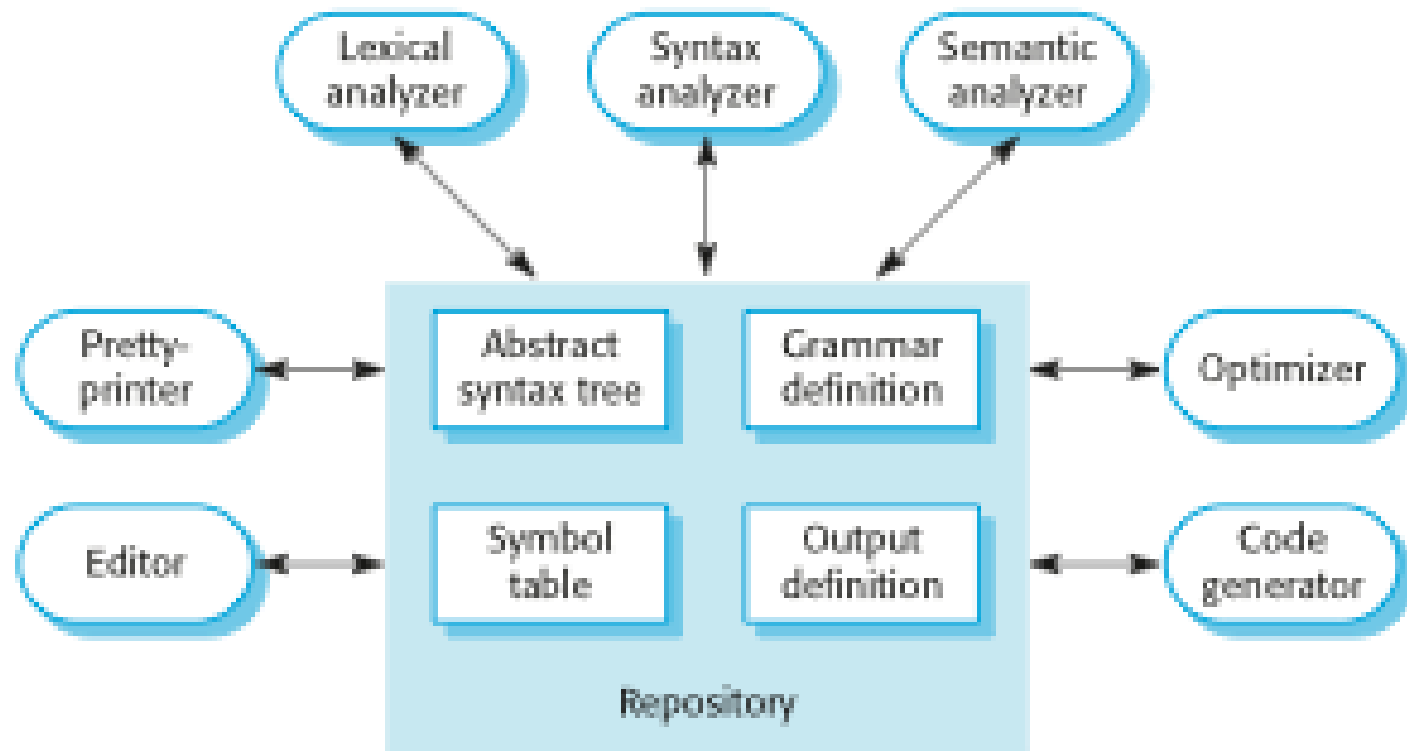 Lexical
analyzer
Syntax
analyzer
Semantic
analyzer
Pretty-
printer
Abstract
syntax tree
Grammar
definition
Optimizer
Editor
Symbol
table
Output
definition
Code
generator
Repository